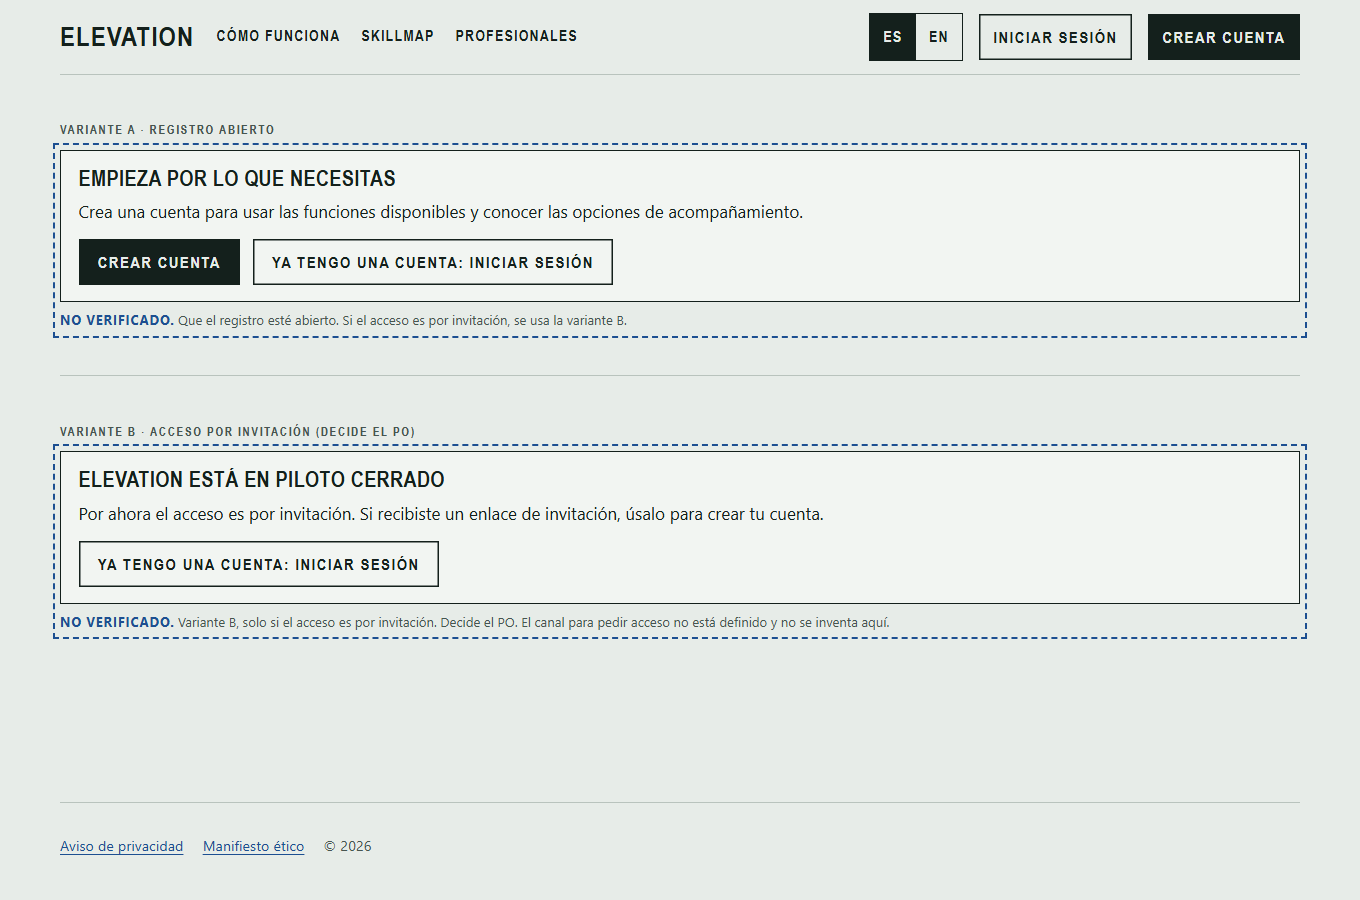 ELEVATION CÓMO FUNCIONA SKILLMAP PROFESIONALES ES EN INICIAR SESIÓN CREAR CUENTA
VARIANTE A · REGISTRO ABIERTO
EMPIEZA POR LO QUE NECESITAS
Crea una cuenta para usar las funciones disponibles y conocer las opciones de acompañamiento.
CREAR CUENTA YA TENGO UNA CUENTA: INICIAR SESIÓN
NO VERIFICADO. Que el registro esté abierto. Si el acceso es por invitación, se usa la variante B.
VARIANTE B · ACCESO POR INVITACIÓN (DECIDE EL PO)
ELEVATION ESTÁ EN PILOTO CERRADO
Por ahora el acceso es por invitación. Si recibiste un enlace de invitación, úsalo para crear tu cuenta.
YA TENGO UNA CUENTA: INICIAR SESIÓN
NO VERIFICADO. Variante B, solo si el acceso es por invitación. Decide el PO. El canal para pedir acceso no está definido y no se inventa aquí.
Aviso de privacidad Manifiesto ético © 2026